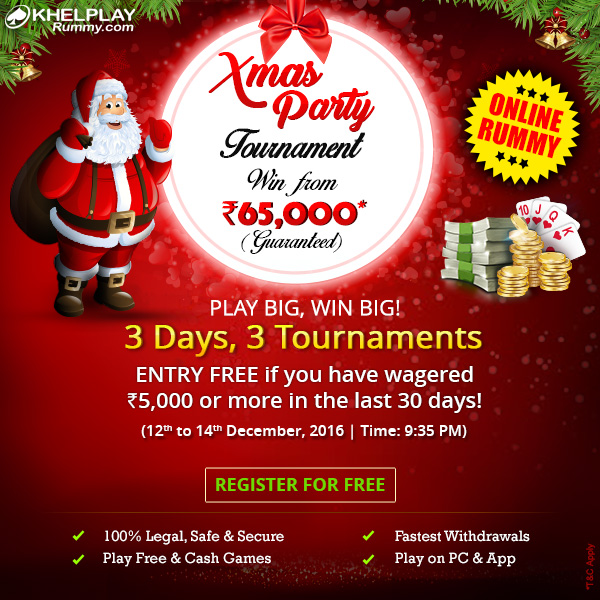 KHELPLAY
Rummy.com
Xmas
Party
Tournament
Win from
₹65,000*
(Guaranteed)
ONLINE
RUMMY
10 J Q K
PLAY BIG, WIN BIG!
3 Days, 3 Tournaments
ENTRY FREE if you have wagered
₹5,000 or more in the last 30 days!
(12th to 14th December, 2016 | Time: 9:35 PM)
REGISTER FOR FREE
100% Legal, Safe & Secure
Fastest Withdrawals
Play Free & Cash Games
Play on PC & App
*T&C Apply